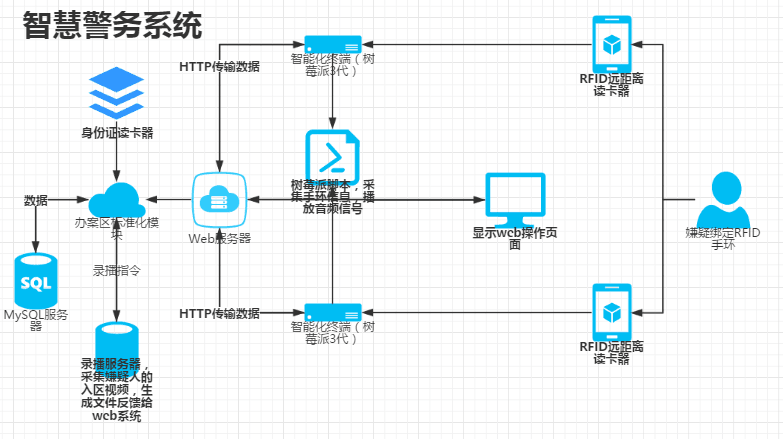 智慧警务系统
HTTP传输数据
智能化终端（树
莓派3代）
RFID远距离
读卡器
身份证读卡器
树莓派脚本，采
集手环信息，播
放音频信号
数据
办案区标准化模
块
Web服务器
显示web操作页
面
嫌疑绑定RFID
手环
录播指令
SQL
MySQL服务
器
HTTP传输数据
智能化终端（树
莓派3代）
RFID远距离
读卡器
录播服务器，
采集嫌疑人的
入区视频，生
成文件反馈给
web系统